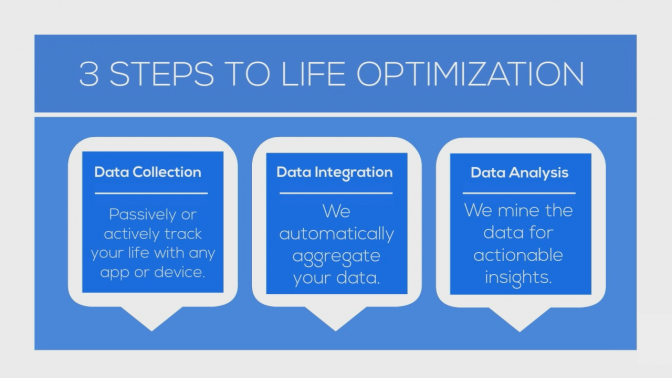 3 STEPS TO LIFE OPTIMIZATION
Data Collection
Passively or
actively track
your life with any
app or device.
Data Integration
We
automatically
aggregate
your data.
Data Analysis
We mine the
data for
actionable
insights.